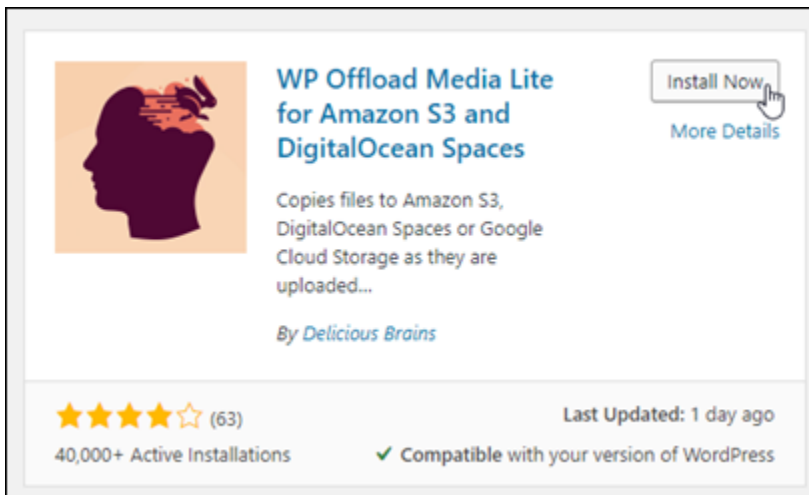 WP Offload Media Lite
for Amazon S3 and
DigitalOcean Spaces
Install Now
More Details
Copies files to Amazon S3,
DigitalOcean Spaces or Google
Cloud Storage as they are
uploaded...
By Delicious Brains
(63)
Last Updated: 1 day ago
40,000+ Active Installations
✓ Compatible with your version of WordPress